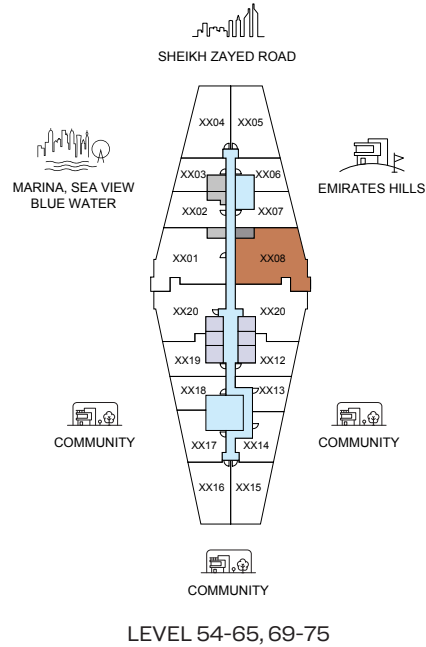 SHEIKH ZAYED ROAD
XX04 XX05
MARINA, SEA VIEW
BLUE WATER
XX03 XX06
EMIRATES HILLS
XX02 XX07
XX01 XX08
XX20 XX20
XX19 XX12
XX18 XX13
COMMUNITY
COMMUNITY
XX17 XX14
XX16 XX15
COMMUNITY
LEVEL 54-65, 69-75